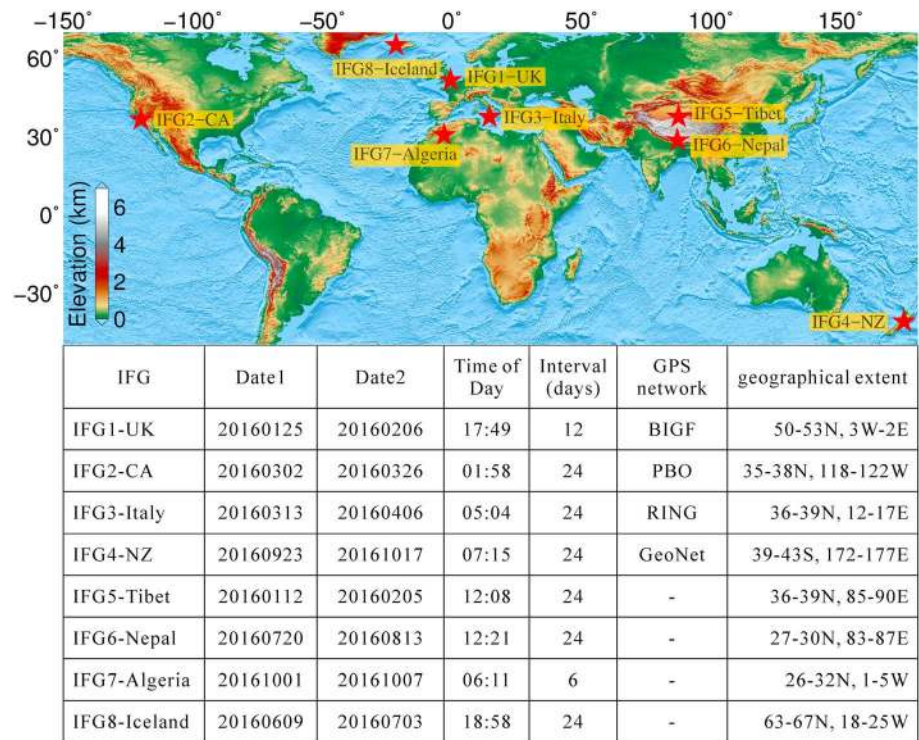 −150° −100° −50° 0° 50° 100° 150°
60°
30°
0°
−30°
IFG8−Iceland
IFG1−UK
IFG2−CA
IFG3−Italy
IFG5−Tibet
IFG7−Algeria
IFG6−Nepal
IFG4−NZ
Elevation (km)
6
4
2
0
IFG Date1 Date2 Time of Day Interval (days) GPS network geographical extent
IFG1-UK 20160125 20160206 17:49 12 BIGF 50-53N, 3W-2E
IFG2-CA 20160302 20160326 01:58 24 PBO 35-38N, 118-122W
IFG3-Italy 20160313 20160406 05:04 24 RING 36-39N, 12-17E
IFG4-NZ 20160923 20161017 07:15 24 GeoNet 39-43S, 172-177E
IFG5-Tibet 20160112 20160205 12:08 24 - 36-39N, 85-90E
IFG6-Nepal 20160720 20160813 12:21 24 - 27-30N, 83-87E
IFG7-Algeria 20161001 20161007 06:11 6 - 26-32N, 1-5W
IFG8-Iceland 20160609 20160703 18:58 24 - 63-67N, 18-25W